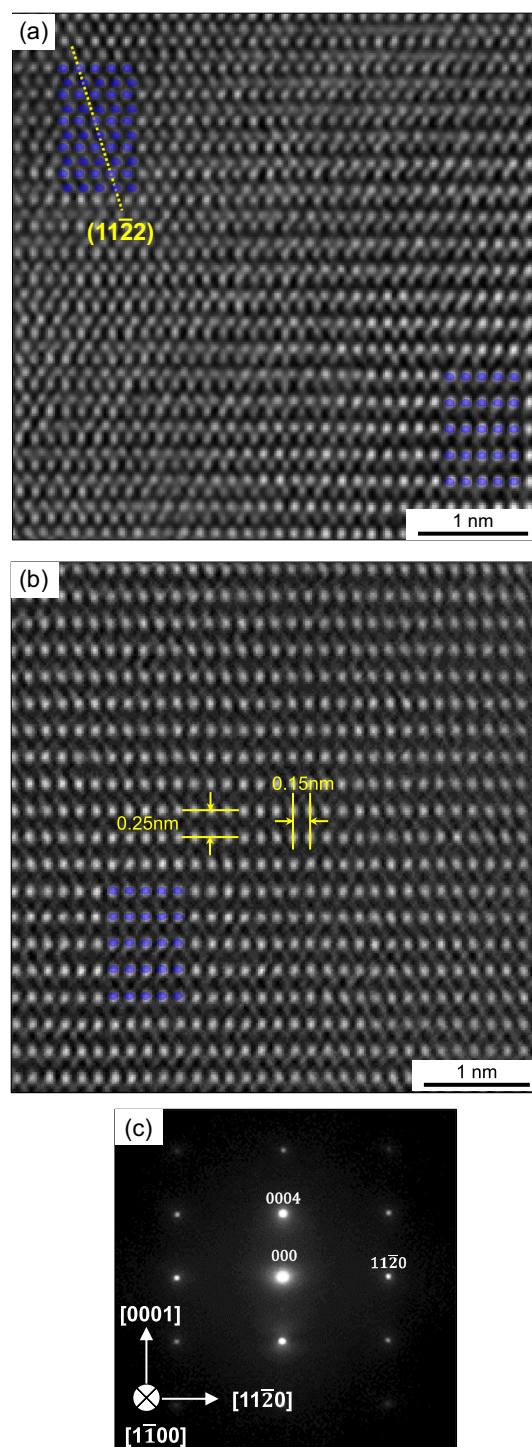 (a)
(112̅2)
1 nm
(b)
0.15nm
0.25nm
1 nm
(c)
0004
000
112̅0
[0001]
[112̅0]
[11̅00]